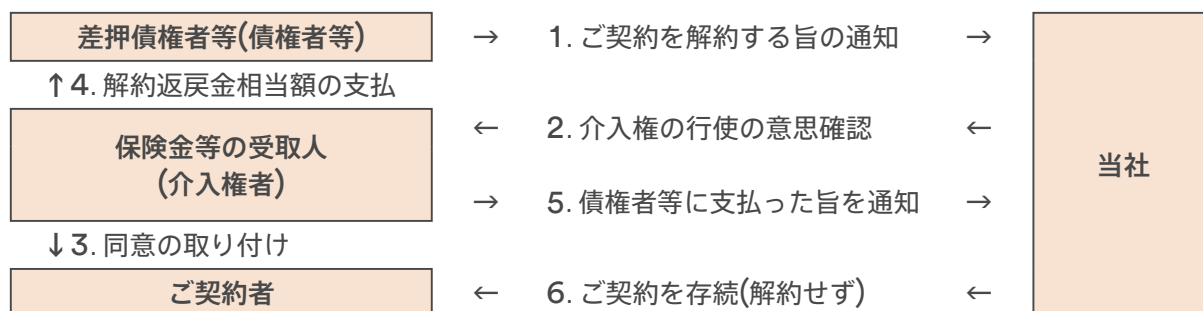 差押債権者等(債権者等) → 1. ご契約を解約する旨の通知 →
↑4. 解約返戻金相当額の支払
保険金等の受取人
(介入権者)
← 2. 介入権の行使の意思確認 ←
当社
→ 5. 債権者等に支払った旨を通知 →
↓3. 同意の取り付け
ご契約者 ← 6. ご契約を存続(解約せず) ←